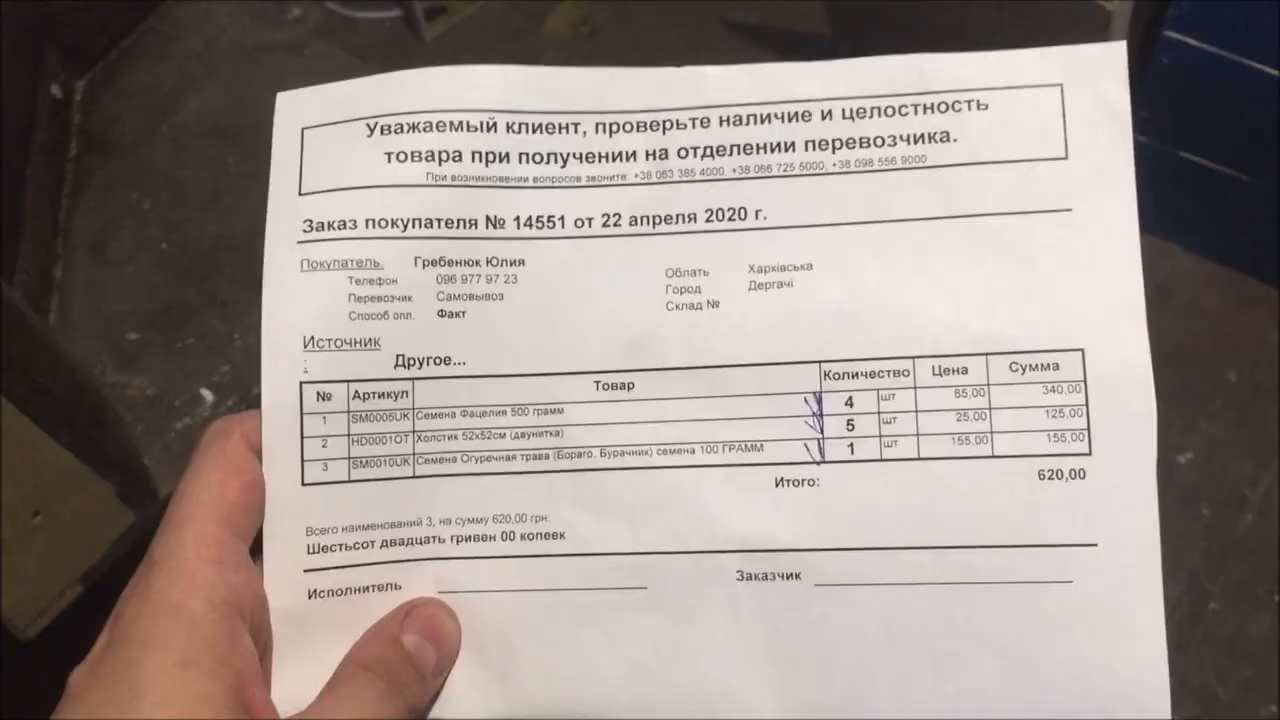 Уважаемый клиент, проверьте наличие и целостность
товара при получении на отделении перевозчика.
При возникновении вопросов звоните: +38 063 385 4000, +38 066 725 5000, +38 098 556 9000
Заказ покупателя № 14551 от 22 апреля 2020 г.
Покупатель: Гребенюк Юлия
Телефон 096 977 97 23 Облать Харківська
Перевозчик Самовывоз Город Дергачі
Способ опл. Факт Склад №
Источник
: Другое...
№ Артикул Товар Количество Цена Сумма
1 SM0005UK Семена Фацелия 500 грамм 4 шт 85,00 340,00
2 HD0001OT Холстик 52х52см (двунитка) 5 шт 25,00 125,00
3 SM0010UK Семена Огуречная трава (Бораго, Бурачник) семена 100 ГРАММ 1 шт 155,00 155,00
Итого: 620,00
Всего наименований 3, на сумму 620,00 грн.
Шестьсот двадцать гривен 00 копеек
Исполнитель Заказчик